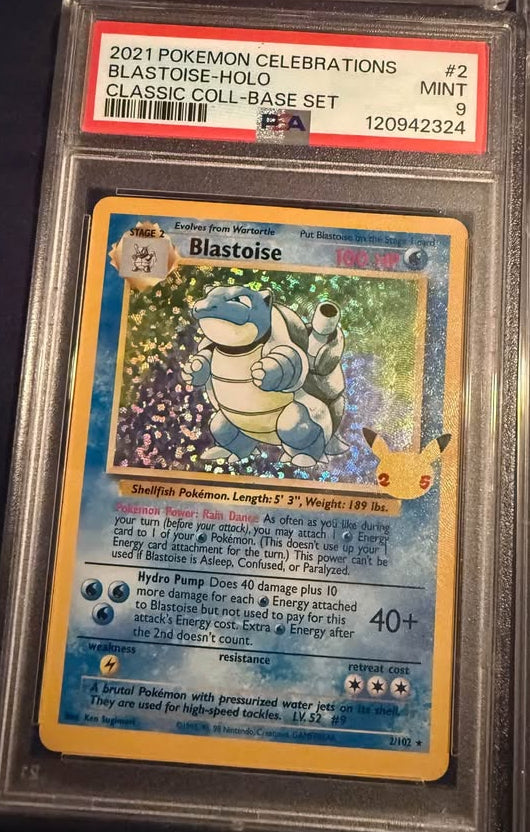 2021 POKEMON CELEBRATIONS #2
BLASTOISE-HOLO MINT
CLASSIC COLL-BASE SET 9
PSA 120942324
STAGE 2 Evolves from Wartortle Put Blastoise on the Stage 1 card
Blastoise 100 HP
25
Shellfish Pokémon. Length: 5' 3", Weight: 189 lbs.
Pokémon Power: Rain Dance As often as you like during
your turn (before your attack), you may attach 1 Energy
card to 1 of your Pokémon. (This doesn't use up your 1
Energy card attachment for the turn.) This power can't be
used if Blastoise is Asleep, Confused, or Paralyzed.
Hydro Pump Does 40 damage plus 10
more damage for each Energy attached
to Blastoise but not used to pay for this
attack's Energy cost. Extra Energy after
the 2nd doesn't count.
40+
weakness resistance retreat cost
A brutal Pokémon with pressurized water jets on its shell.
They are used for high-speed tackles. LV. 52 #9
Illus. Ken Sugimori 98 Nintendo, Creatures, GAMEFREAK. 2/102 ★